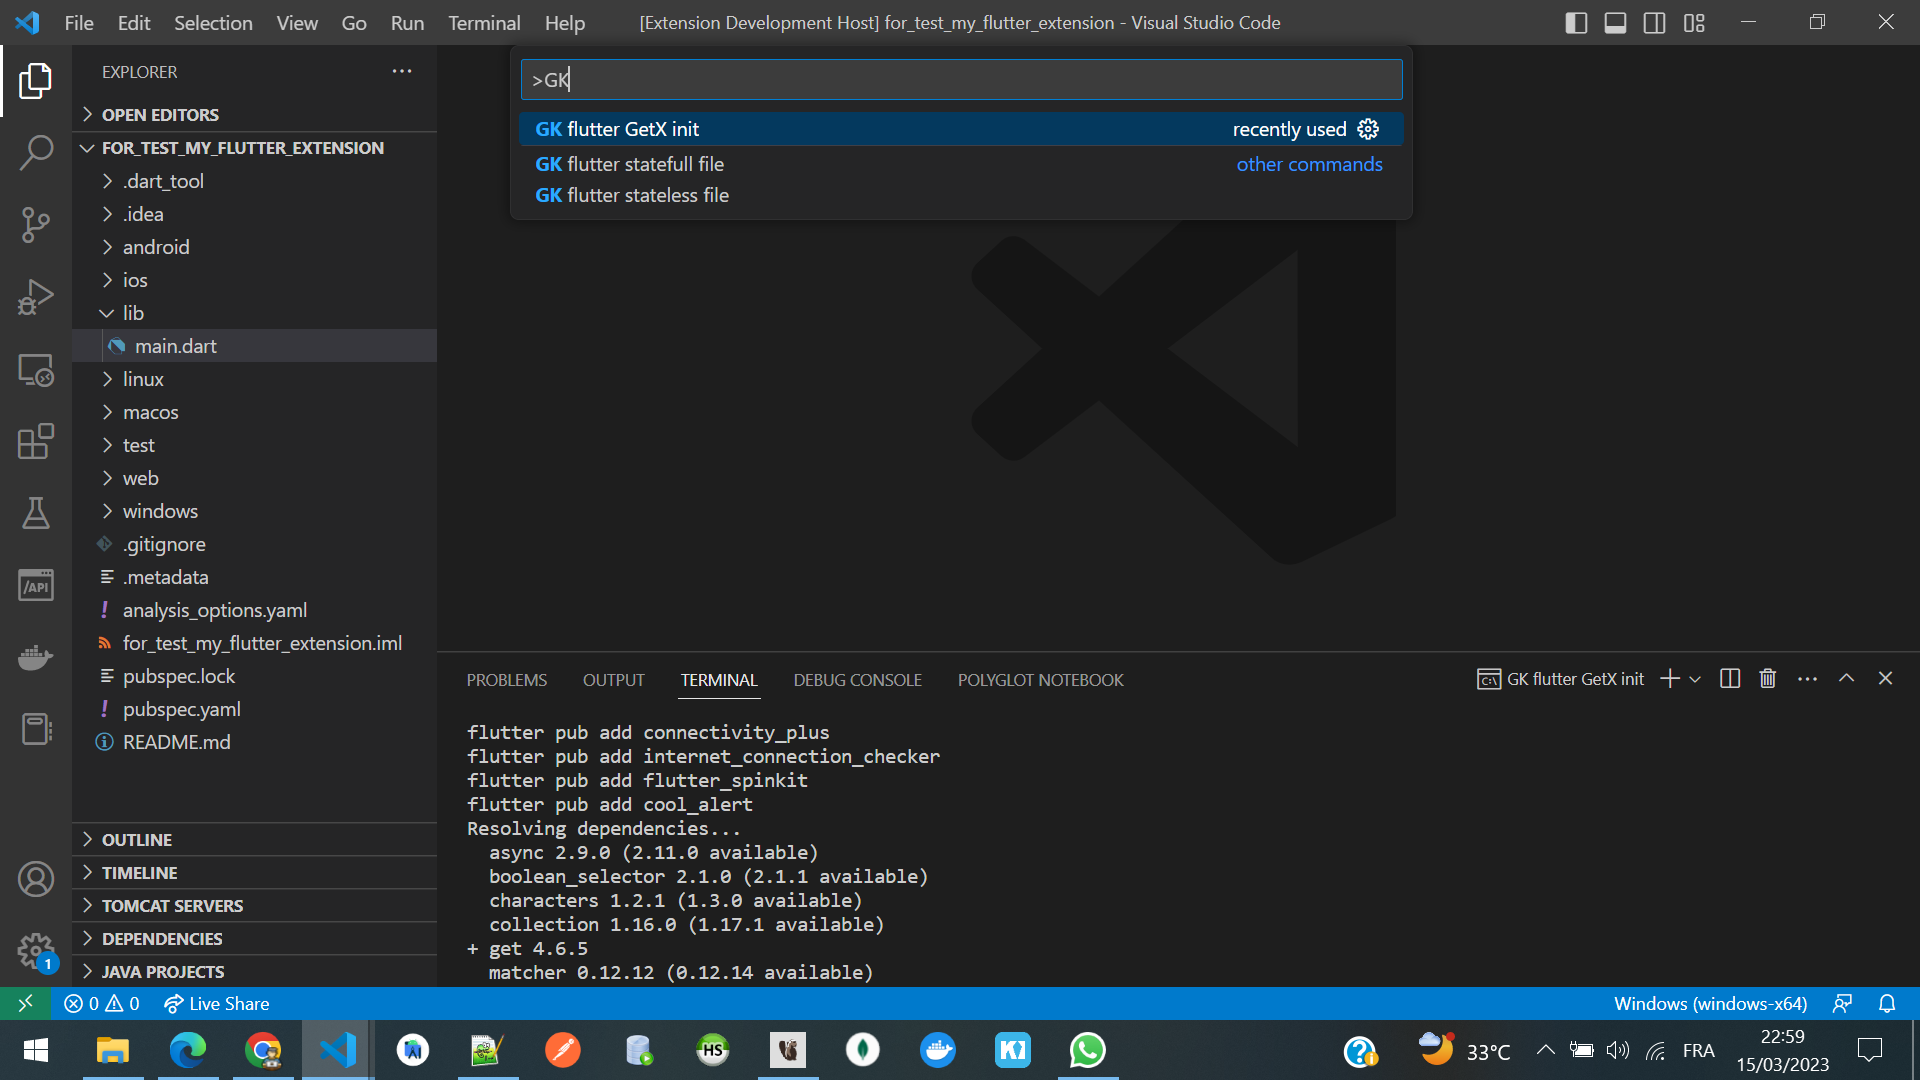 File Edit Selection View Go Run Terminal Help
[Extension Development Host] for_test_my_flutter_extension - Visual Studio Code
EXPLORER
>GK
GK flutter GetX init recently used
GK flutter statefull file other commands
GK flutter stateless file
OPEN EDITORS
FOR_TEST_MY_FLUTTER_EXTENSION
.dart_tool
.idea
android
ios
lib
main.dart
linux
macos
test
web
windows
.gitignore
.metadata
! analysis_options.yaml
for_test_my_flutter_extension.iml
pubspec.lock
! pubspec.yaml
README.md
OUTLINE
TIMELINE
TOMCAT SERVERS
DEPENDENCIES
JAVA PROJECTS
/API
1
PROBLEMS OUTPUT TERMINAL DEBUG CONSOLE POLYGLOT NOTEBOOK
GK flutter GetX init
flutter pub add connectivity_plus
flutter pub add internet_connection_checker
flutter pub add flutter_spinkit
flutter pub add cool_alert
Resolving dependencies...
async 2.9.0 (2.11.0 available)
boolean_selector 2.1.0 (2.1.1 available)
characters 1.2.1 (1.3.0 available)
collection 1.16.0 (1.17.1 available)
+ get 4.6.5
matcher 0.12.12 (0.12.14 available)
0 0 Live Share
Windows (windows-x64)
HS
K
33°C
FRA
22:59
15/03/2023